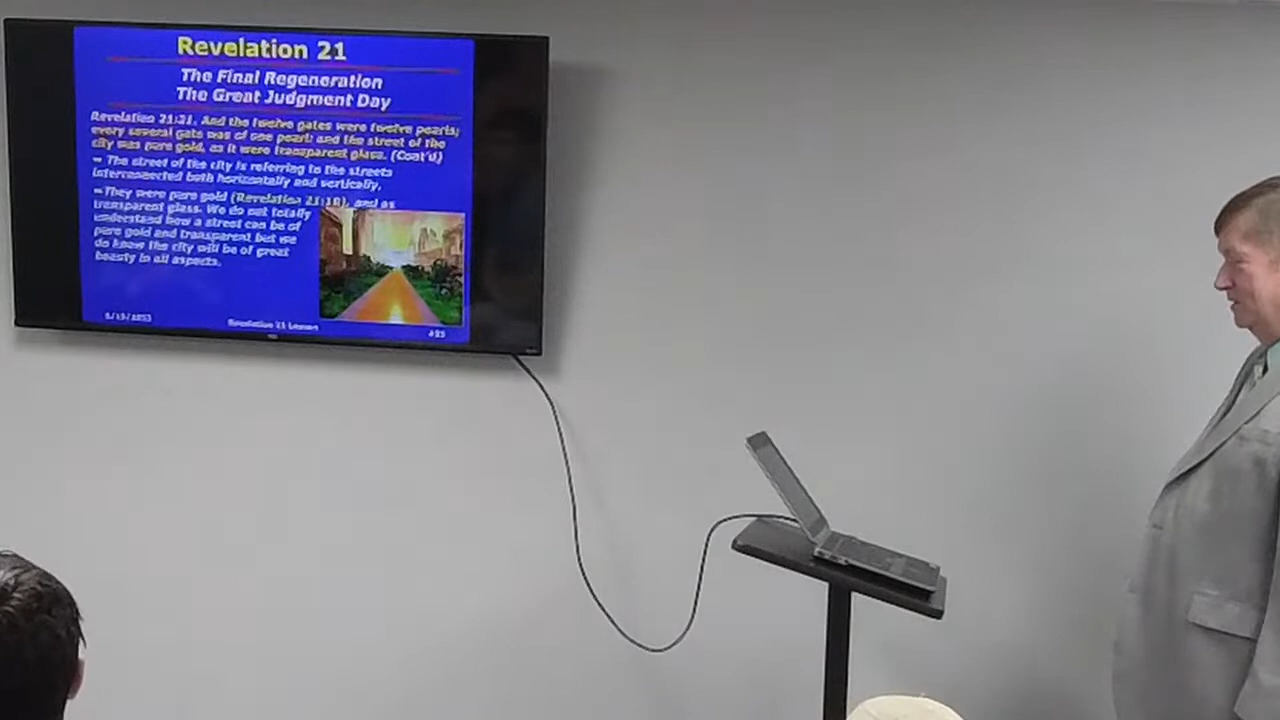 Revelation 21
The Final Regeneration
The Great Judgment Day
Revelation 21:21. And the twelve gates were twelve pearls;
every several gate was of one pearl: and the street of the
city was pure gold, as it were transparent glass. (Cont'd)
The street of the city is referring to the streets
interconnected both horizontally and vertically.
They were pure gold (Revelation 21:18), and as
transparent glass. We do not totally
understand how a street can be of
pure gold and transparent but we
do know the city will be of great
beauty in all aspects.
Revelation 21 Lesson